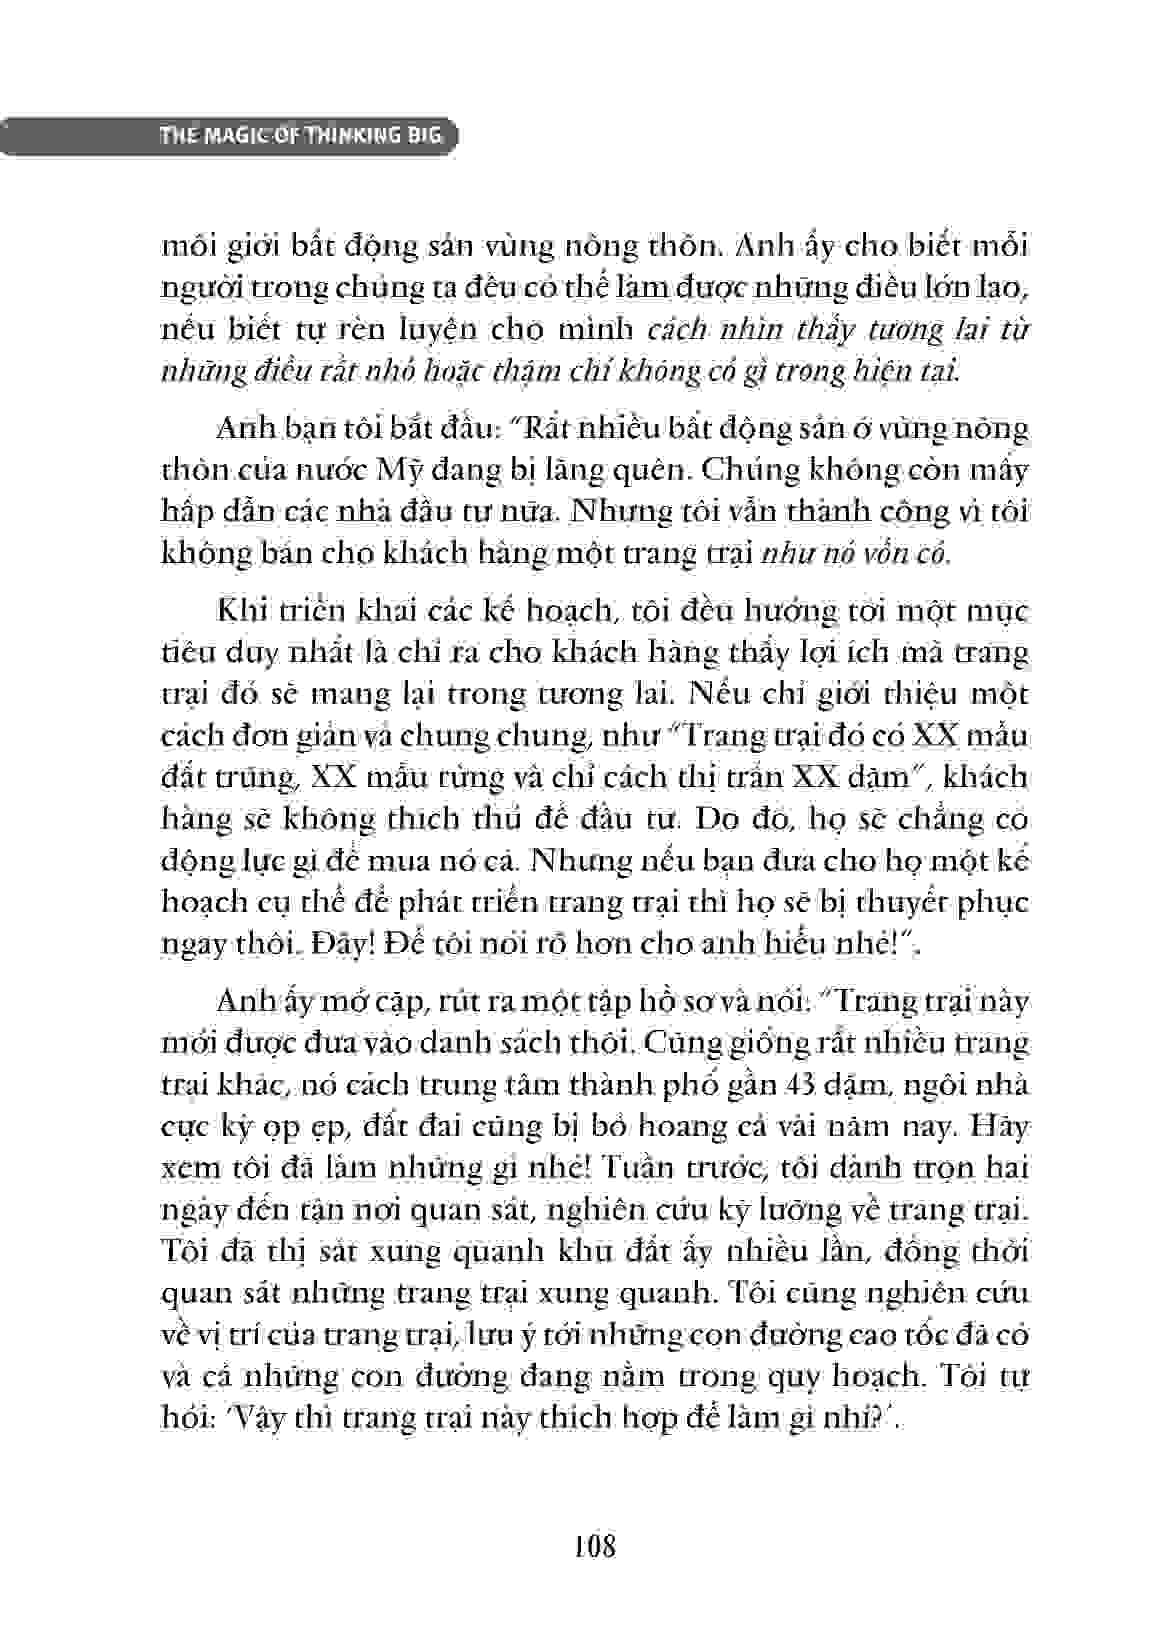 THE MAGIC OF THINKING BIG
môi giới bất động sản vùng nông thôn. Anh ấy cho biết mỗi
người trong chúng ta đều có thể làm được những điều lớn lao,
nếu biết tự rèn luyện cho mình cách nhìn thấy tương lai từ
những điều rất nhỏ hoặc thậm chí không có gì trong hiện tại.
Anh bạn tôi bắt đầu: "Rất nhiều bất động sản ở vùng nông
thôn của nước Mỹ đang bị lãng quên. Chúng không còn mấy
hấp dẫn các nhà đầu tư nữa. Nhưng tôi vẫn thành công vì tôi
không bán cho khách hàng một trang trại như nó vốn có.
Khi triển khai các kế hoạch, tôi đều hướng tới một mục
tiêu duy nhất là chỉ ra cho khách hàng thấy lợi ích mà trang
trại đó sẽ mang lại trong tương lai. Nếu chỉ giới thiệu một
cách đơn giản và chung chung, như "Trang trại đó có XX mẫu
đất trũng, XX mẫu rừng và chỉ cách thị trấn XX dặm", khách
hàng sẽ không thích thú để đầu tư. Do đó, họ sẽ chẳng có
động lực gì để mua nó cả. Nhưng nếu bạn đưa cho họ một kế
hoạch cụ thể để phát triển trang trại thì họ sẽ bị thuyết phục
ngay thôi. Đây! Để tôi nói rõ hơn cho anh hiểu nhé!".
Anh ấy mở cặp, rút ra một tập hồ sơ và nói: "Trang trại này
mới được đưa vào danh sách thôi. Cũng giống rất nhiều trang
trại khác, nó cách trung tâm thành phố gần 43 dặm, ngôi nhà
cực kỳ ọp ẹp, đất đai cũng bị bỏ hoang cả vài năm nay. Hãy
xem tôi đã làm những gì nhé! Tuần trước, tôi dành trọn hai
ngày đến tận nơi quan sát, nghiên cứu kỹ lưỡng về trang trại.
Tôi đã thị sát xung quanh khu đất ấy nhiều lần, đồng thời
quan sát những trang trại xung quanh. Tôi cũng nghiên cứu
về vị trí của trang trại, lưu ý tới những con đường cao tốc đã có
và cả những con đường đang nằm trong quy hoạch. Tôi tự
hỏi: 'Vậy thì trang trại này thích hợp để làm gì nhỉ?'.
108